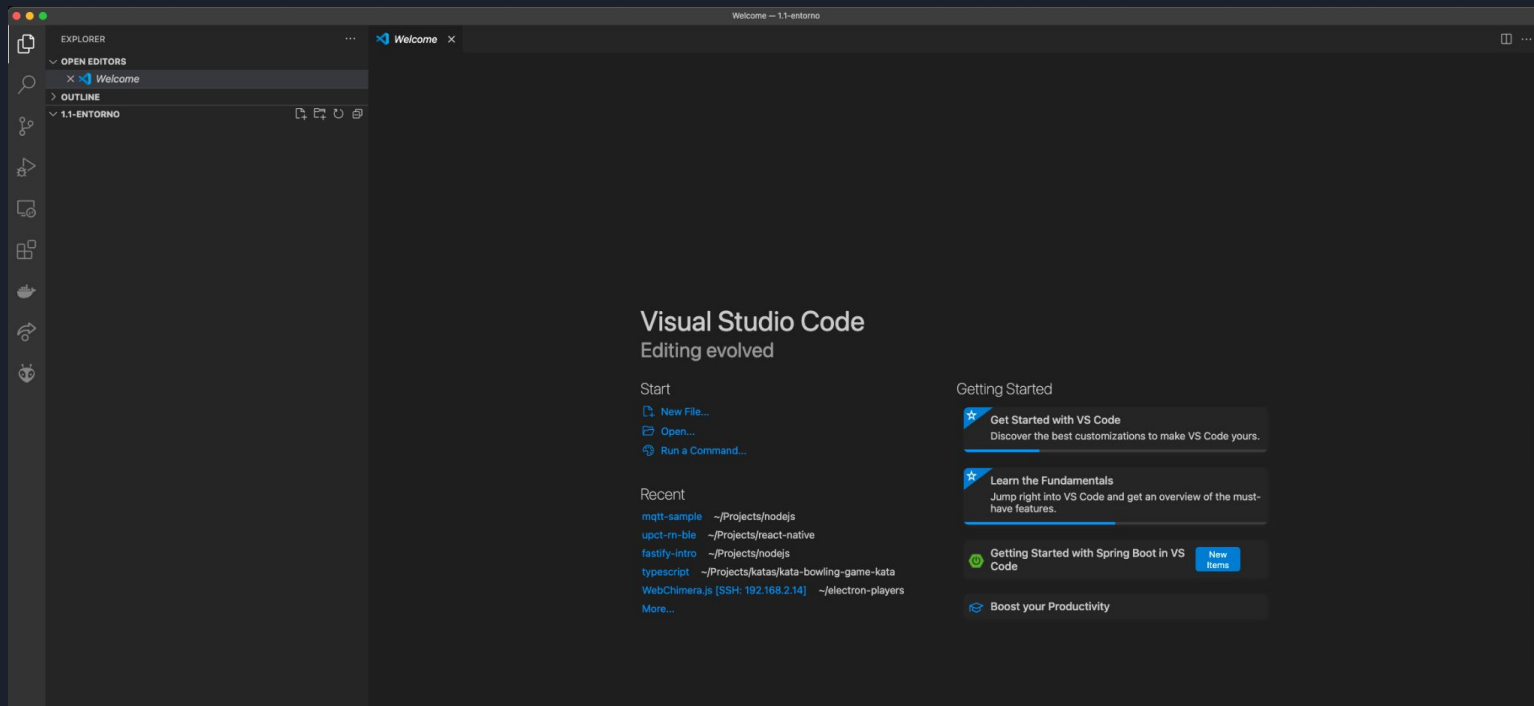 Welcome — 1.1-entorno
EXPLORER
Welcome
OPEN EDITORS
Welcome
OUTLINE
1.1-ENTORNO
Visual Studio Code
Editing evolved
Start
New File...
Open...
Run a Command...
Recent
mqtt-sample ~/Projects/nodejs
upct-rn-ble ~/Projects/react-native
fastify-intro ~/Projects/nodejs
typescript ~/Projects/katas/kata-bowling-game-kata
WebChimera.js [SSH: 192.168.2.14] ~/electron-players
More...
Getting Started
Get Started with VS Code
Discover the best customizations to make VS Code yours.
Learn the Fundamentals
Jump right into VS Code and get an overview of the must-
have features.
Getting Started with Spring Boot in VS
Code
New
Items
Boost your Productivity